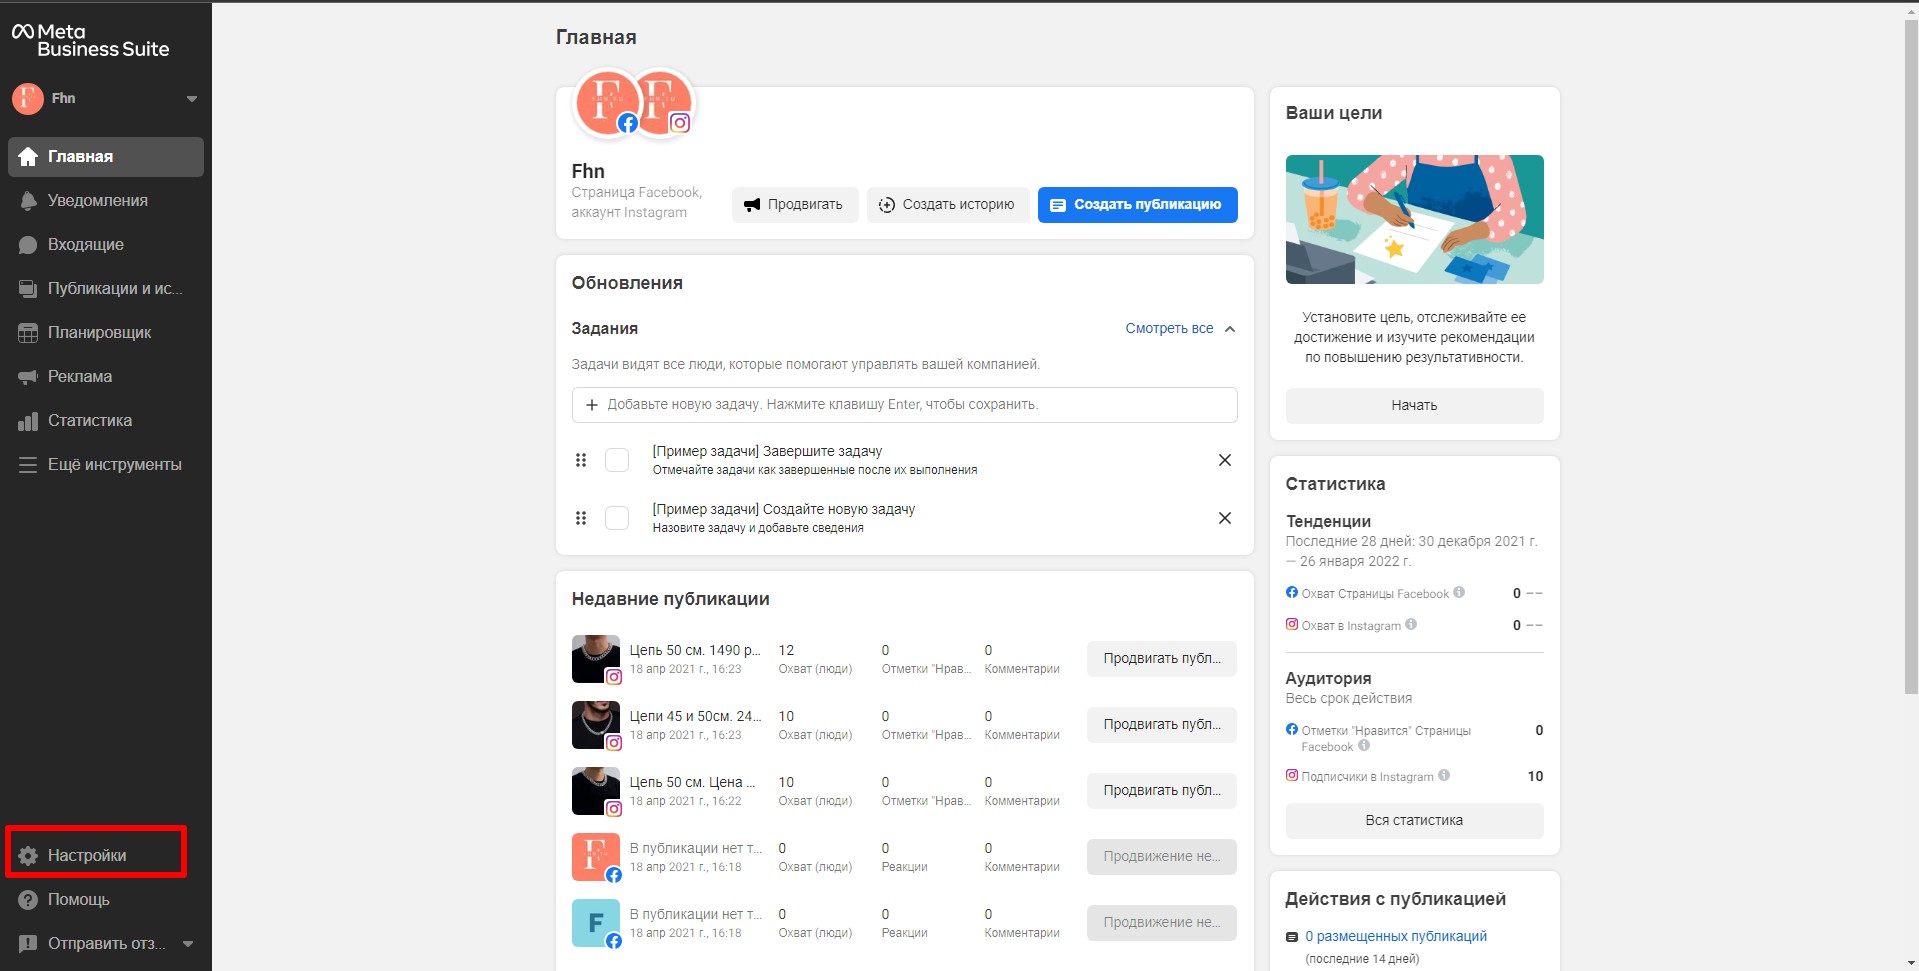 Meta
Business Suite
Fhn
Главная
Уведомления
Входящие
Публикации и ис...
Планировщик
Реклама
Статистика
Ещё инструменты
Настройки
Помощь
Отправить отз...
Главная
Fhn
Страница Facebook,
аккаунт Instagram
Продвигать
Создать историю
Создать публикацию
Обновления
Задания
Смотреть все
Задачи видят все люди, которые помогают управлять вашей компанией.
Добавьте новую задачу. Нажмите клавишу Enter, чтобы сохранить.
[Пример задачи] Завершите задачу
Отмечайте задачи как завершенные после их выполнения
[Пример задачи] Создайте новую задачу
Назовите задачу и добавьте сведения
Недавние публикации
Цепь 50 см. 1490 р... 12 0 0
18 апр 2021 г., 16:23 Охват (люди) Отметки "Нрав... Комментарии
Продвигать публ...
Цепи 45 и 50см. 24... 10 0 0
18 апр 2021 г., 16:23 Охват (люди) Отметки "Нрав... Комментарии
Продвигать публ...
Цепь 50 см. Цена ... 10 0 0
18 апр 2021 г., 16:22 Охват (люди) Отметки "Нрав... Комментарии
Продвигать публ...
В публикации нет т... 0 0 0
18 апр 2021 г., 16:18 Охват (люди) Реакции Комментарии
Продвижение не...
F
В публикации нет т... 0 0 0
18 апр 2021 г., 16:18 Охват (люди) Реакции Комментарии
Продвижение не...
Ваши цели
Установите цель, отслеживайте ее
достижение и изучите рекомендации
по повышению результативности.
Начать
Статистика
Тенденции
Последние 28 дней: 30 декабря 2021 г.
— 26 января 2022 г.
Охват Страницы Facebook 0 --
Охват в Instagram 0 --
Аудитория
Весь срок действия
Отметки "Нравится" Страницы 0
Facebook
Подписчики в Instagram 10
Вся статистика
Действия с публикацией
0 размещенных публикаций
(последние 14 дней)